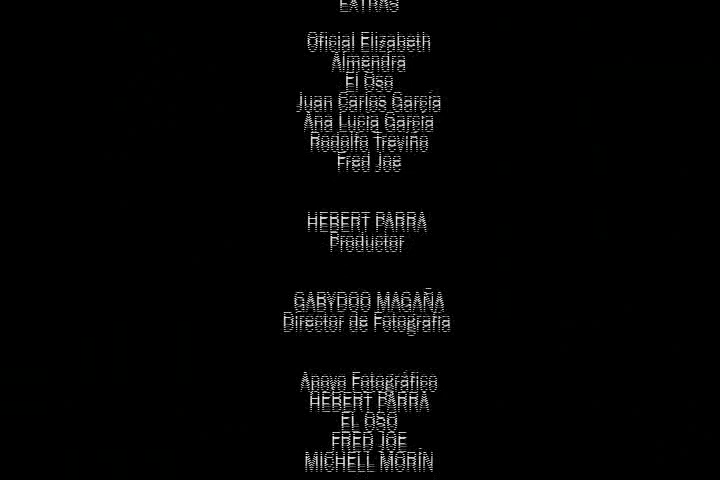 EXTRAS
Oficial Elizabeth
Almendra
El Oso
Juan Carlos García
Ana Lucia García
Rodolfo Treviño
Fred Joe
HEBERT PARRA
Productor
GABYDOO MAGAÑA
Director de Fotografía
Apoyo Fotográfico
HEBERT PARRA
EL OSO
FRED JOE
MICHELL MORÍN